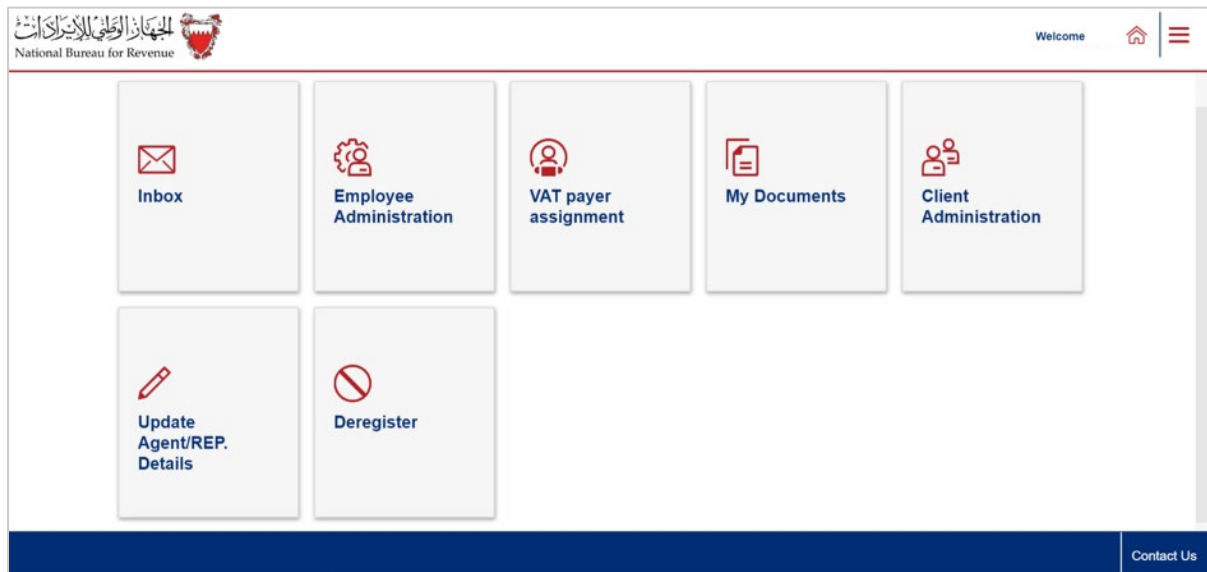 الجهاز الوطني للإيرادات
National Bureau for Revenue
Welcome
Inbox
Employee
Administration
VAT payer
assignment
My Documents
Client
Administration
Update
Agent/REP.
Details
Deregister
Contact Us